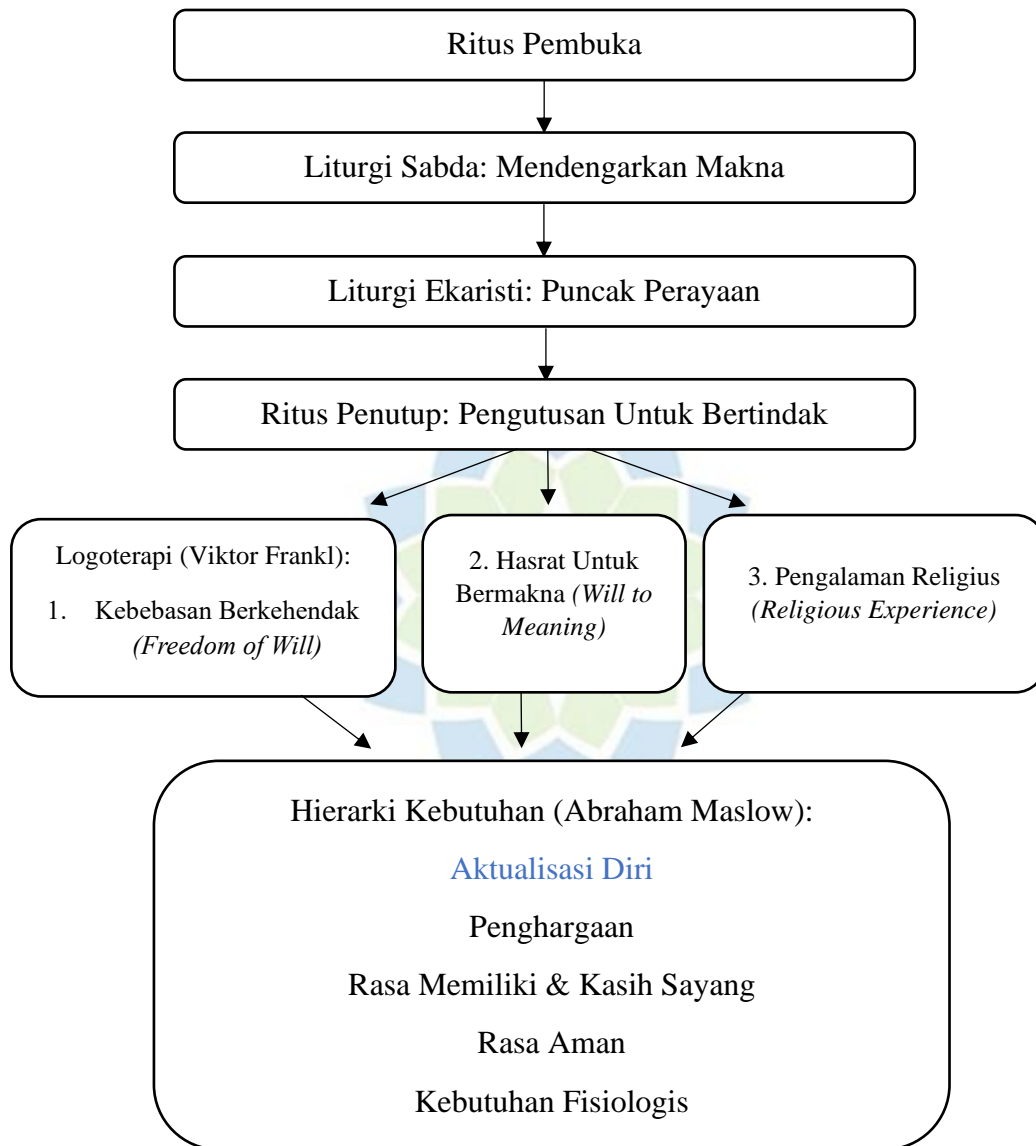 Ritus Pembuka
Liturgi Sabda: Mendengarkan Makna
Liturgi Ekaristi: Puncak Perayaan
Ritus Penutup: Pengutusan Untuk Bertindak
Logoterapi (Viktor Frankl):
1. Kebebasan Berkehendak
(Freedom of Will)
2. Hasrat Untuk
Bermakna (Will to
Meaning)
3. Pengalaman Religius
(Religious Experience)
Hierarki Kebutuhan (Abraham Maslow):
Aktualisasi Diri
Penghargaan
Rasa Memiliki & Kasih Sayang
Rasa Aman
Kebutuhan Fisiologis